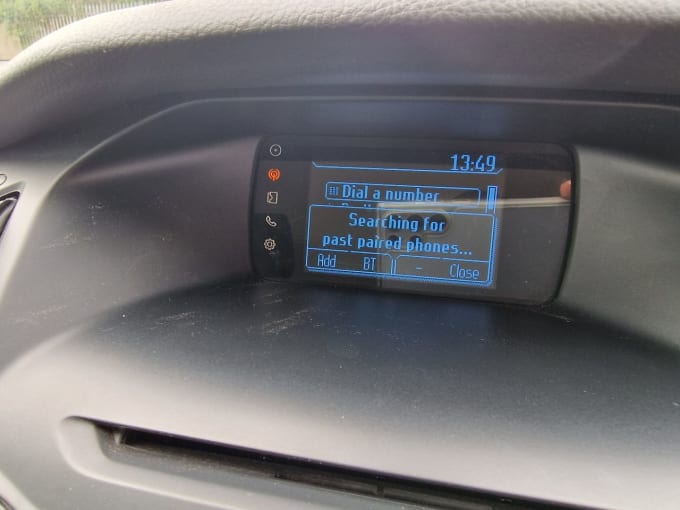 13:49
Dial a number
Searching for
past paired phones...
Add BT - Close